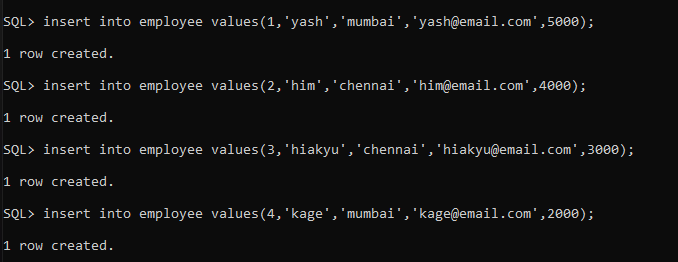 SQL> insert into employee values(1,'yash','mumbai','yash@email.com',5000);
1 row created.
SQL> insert into employee values(2,'him','chennai','him@email.com',4000);
1 row created.
SQL> insert into employee values(3,'hiakyu','chennai','hiakyu@email.com',3000);
1 row created.
SQL> insert into employee values(4,'kage','mumbai','kage@email.com',2000);
1 row created.